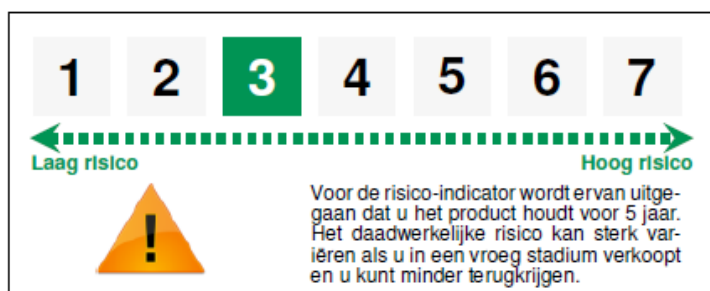 1 2 3 4 5 6 7
Laag risico Hoog risico
!
Voor de risico-indicator wordt ervan uitge-
gaan dat u het product houdt voor 5 jaar.
Het daadwerkelijke risico kan sterk var-
iëren als u in een vroeg stadium verkoopt
en u kunt minder terugkrijgen.